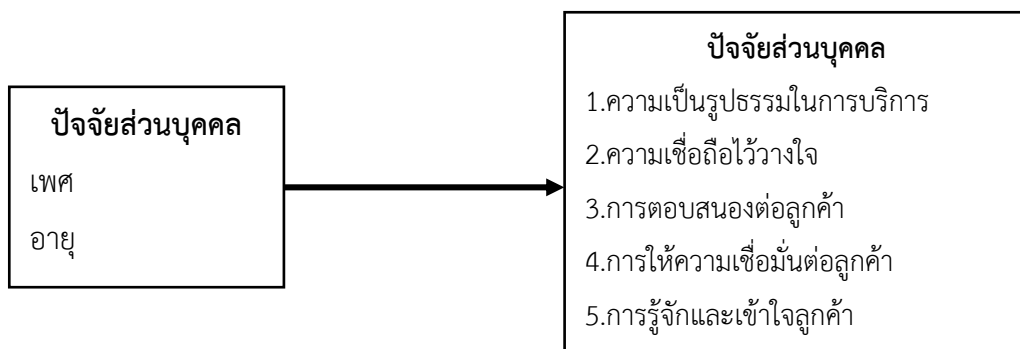 ปัจจัยส่วนบุคคล
เพศ
อายุ
ปัจจัยส่วนบุคคล
1.ความเป็นรูปธรรมในการบริการ
2.ความเชื่อถือไว้วางใจ
3.การตอบสนองต่อลูกค้า
4.การให้ความเชื่อมั่นต่อลูกค้า
5.การรู้จักและเข้าใจลูกค้า